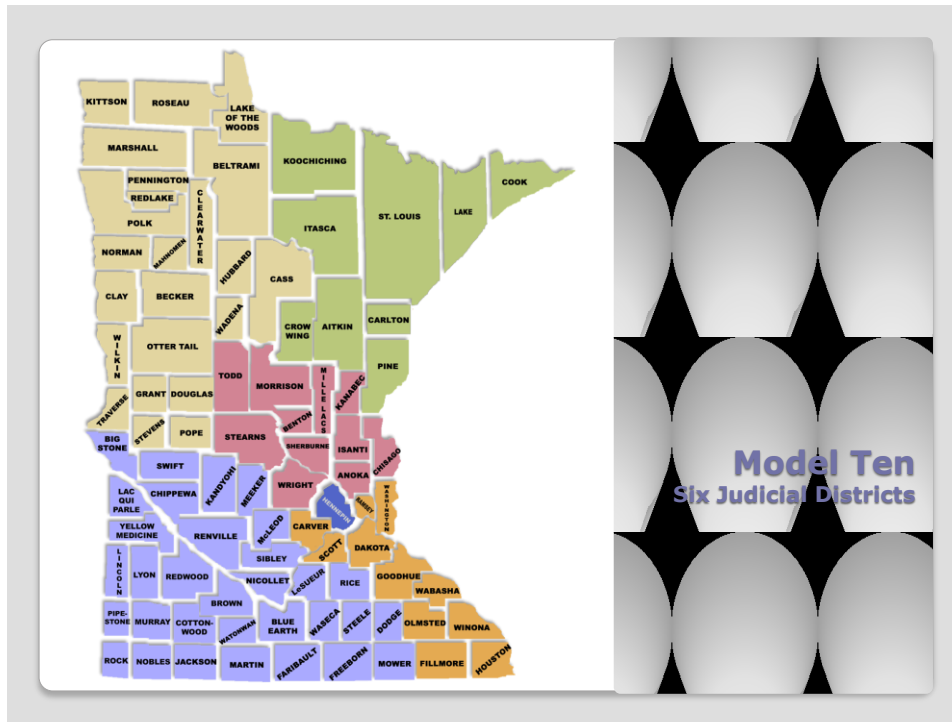 KITTSON
ROSEAU
LAKE
OF THE
WOODS
MARSHALL
BELTRAMI
KOOCHICHING
PENNINGTON
REDLAKE
CLEARWATER
POLK
COOK
ST. LOUIS
LAKE
ITASCA
NORMAN
MAHNOMEN
HUBBARD
CASS
CLAY
BECKER
WADENA
CROW
WING
AITKIN
CARLTON
WILKIN
OTTER TAIL
TODD
MORRISON
MILLE LACS
KANABEC
PINE
TRAVERSE
GRANT
DOUGLAS
BENTON
STEVENS
POPE
STEARNS
SHERBURNE
ISANTI
CHISAGO
BIG
STONE
SWIFT
KANDYOHI
MEEKER
WRIGHT
ANOKA
Model Ten
Six Judicial Districts
LAC
QUI
PARLE
CHIPPEWA
HENNEPIN
RAMSEY
WASHINGTON
YELLOW
MEDICINE
RENVILLE
McLEOD
CARVER
SCOTT
DAKOTA
LINCOLN
LYON
REDWOOD
SIBLEY
NICOLLET
LeSUEUR
RICE
GOODHUE
WABASHA
PIPE-
STONE
MURRAY
COTTON-
WOOD
BROWN
WATONWAN
BLUE
EARTH
WASECA
STEELE
DODGE
OLMSTED
WINONA
ROCK
NOBLES
JACKSON
MARTIN
FARIBAULT
FREEBORN
MOWER
FILLMORE
HOUSTON